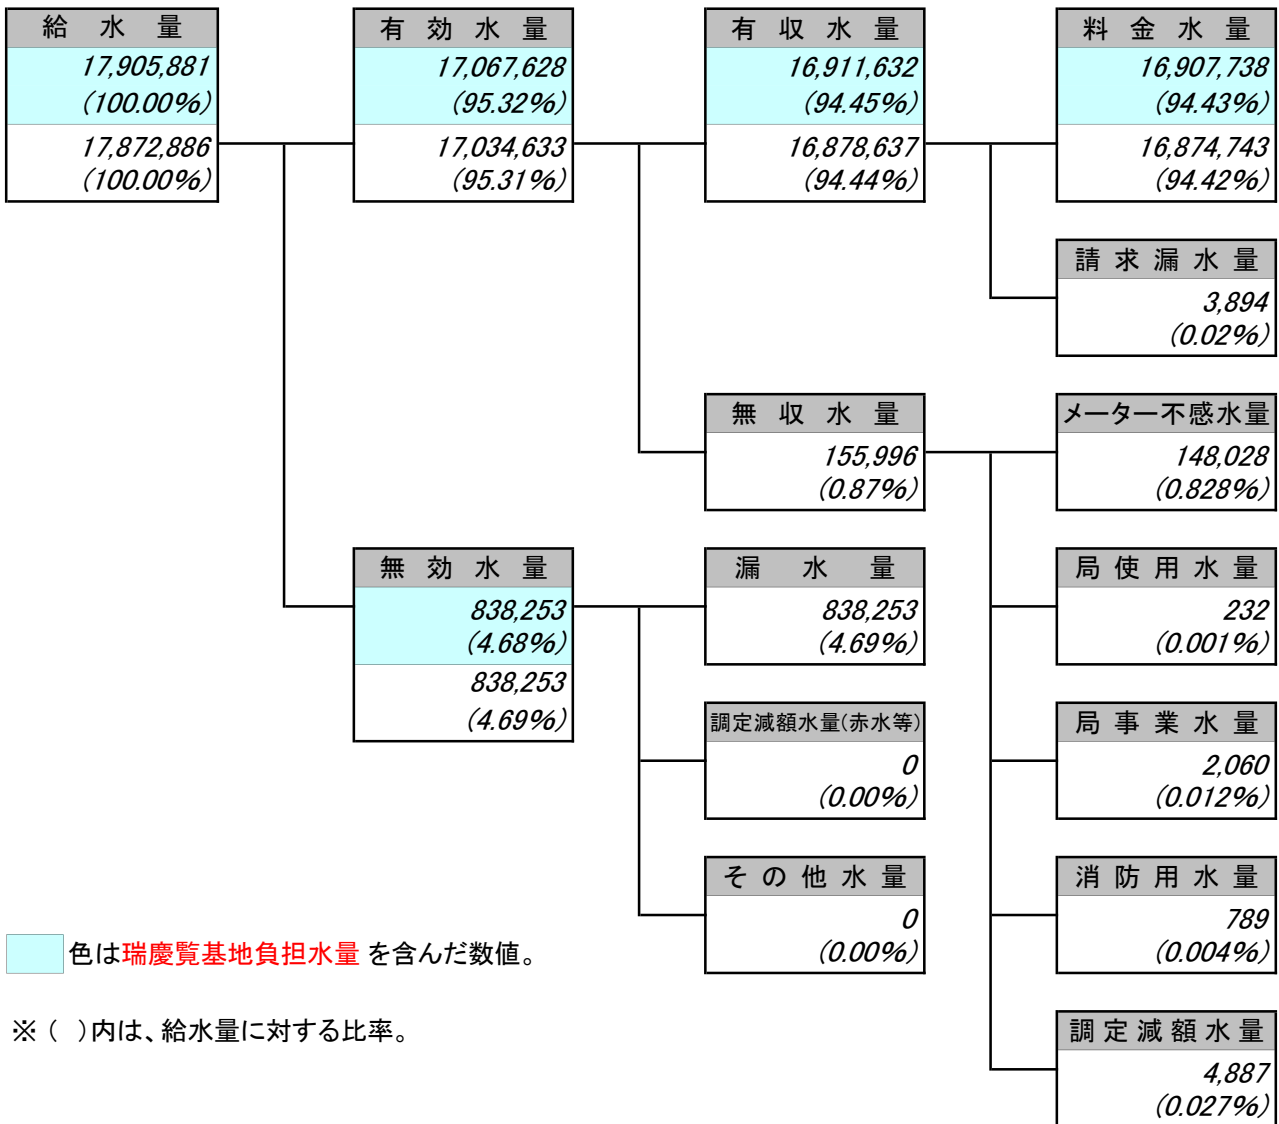 給水量
17,905,881
(100.00%)
17,872,886
(100.00%)
有効水量
17,067,628
(95.32%)
17,034,633
(95.31%)
有収水量
16,911,632
(94.45%)
16,878,637
(94.44%)
料金水量
16,907,738
(94.43%)
16,874,743
(94.42%)
請求漏水量
3,894
(0.02%)
無収水量
155,996
(0.87%)
メーター不感水量
148,028
(0.828%)
無効水量
838,253
(4.68%)
838,253
(4.69%)
漏水量
838,253
(4.69%)
局使用水量
232
(0.001%)
調定減額水量(赤水等)
0
(0.00%)
局事業水量
2,060
(0.012%)
その他水量
0
(0.00%)
消防用水量
789
(0.004%)
調定減額水量
4,887
(0.027%)
色は瑞慶覧基地負担水量 を含んだ数値。
※ ( )内は、給水量に対する比率。